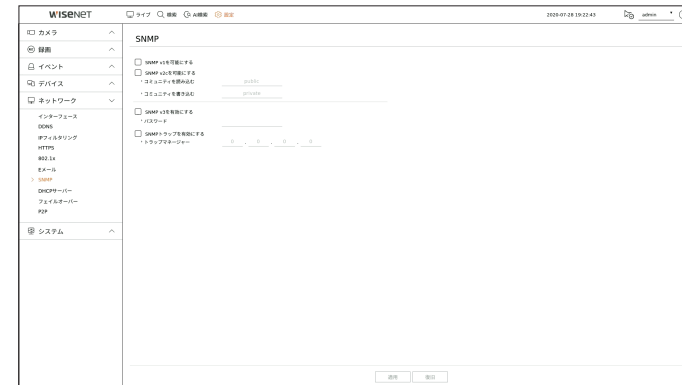 WISENET
ライブ 検索 AI検索 設定 2020-07-28 19:22:43 admin
カメラ
録画
イベント
デバイス
ネットワーク
インターフェース
DDNS
IPフィルタリング
HTTPS
802.1x
Eメール
SNMP
DHCPサーバー
フェイルオーバー
P2P
システム
SNMP
SNMP v1を可能にする
SNMP v2cを可能にする
コミュニティを読み込む public
コミュニティを書き込む private
SNMP v3を有効にする
パスワード
SNMPトラップを有効にする
トラップマネージャー 0 . 0 . 0 . 0
適用 復旧